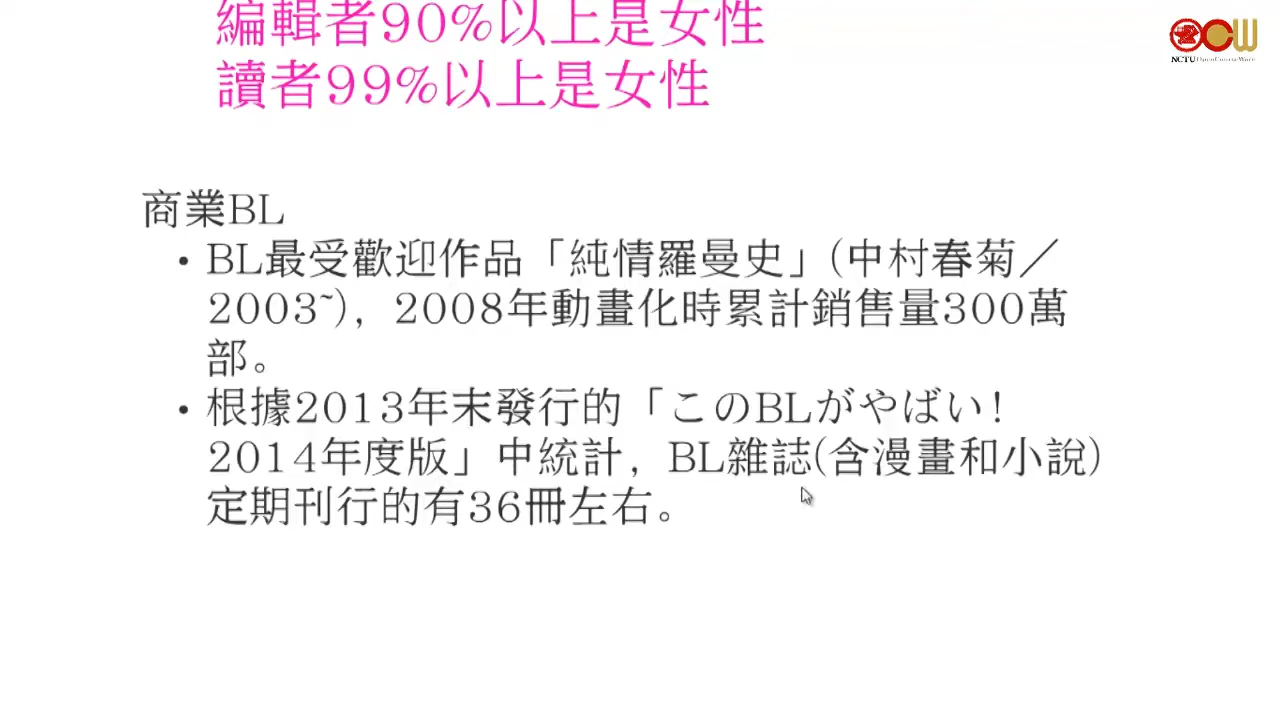 編輯者90%以上是女性
讀者99%以上是女性
NCTU OpenCourseWare
商業BL
• BL最受歡迎作品「純情羅曼史」(中村春菊／
2003~)，2008年動畫化時累計銷售量300萬
部。
• 根據2013年末發行的「このBLがやばい!
2014年度版」中統計，BL雜誌(含漫畫和小說)
定期刊行的有36冊左右。